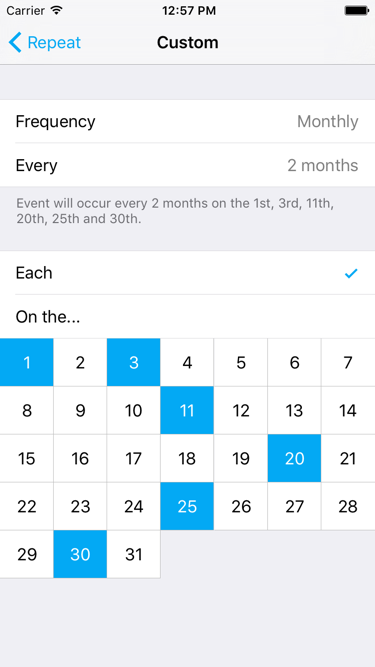 Carrier 12:57 PM
Repeat Custom
Frequency Monthly
Every 2 months
Event will occur every 2 months on the 1st, 3rd, 11th,
20th, 25th and 30th.
Each
On the...
1 2 3 4 5 6 7
8 9 10 11 12 13 14
15 16 17 18 19 20 21
22 23 24 25 26 27 28
29 30 31